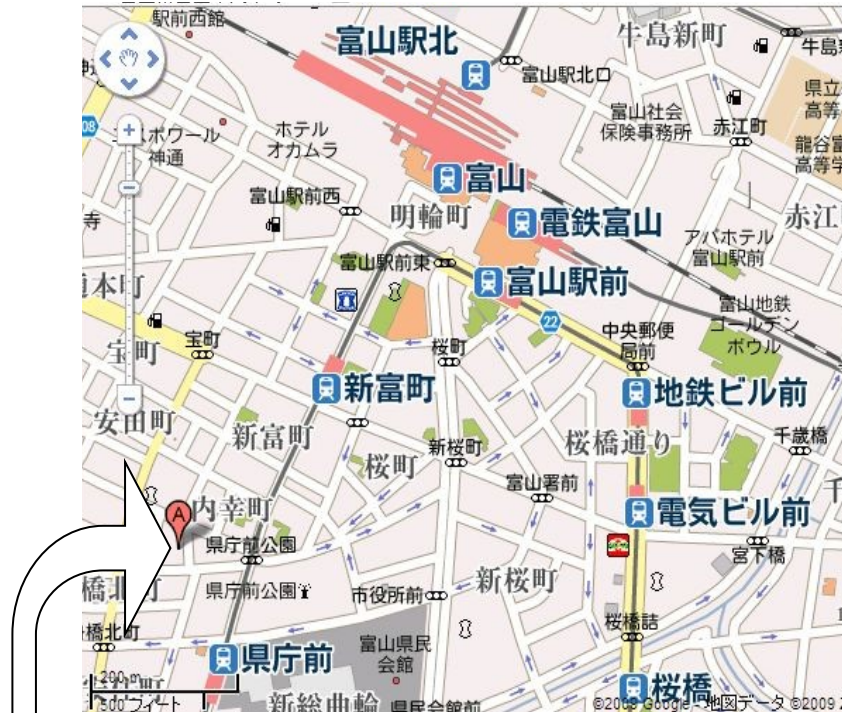 駅前西館
富山駅北
牛島新町
富山駅北口
県立
高等
ホテル
オカムラ
富山社会
保険事務所
赤江町
龍谷富
高等学
ボワール
神通
富山
富山駅前西
明輪町
電鉄富山
赤江
寺
アパホテル
富山駅前
富山駅前東
富山駅前
本町
22
富山地鉄
ゴールデン
ボウル
中央郵便
局前
宝町
宝町
桜町
新富町
地鉄ビル前
安田町
新富町
桜町
新桜町
桜橋通り
千歳橋
富山署前
A
内幸町
電気ビル前
県庁前公園
宮下橋
県庁前公園
市役所前
新桜町
橋北町
桜橋詰
県庁前
富山県民
会館
200 m
500 フィート
新総曲輪
県民会館前
桜橋
©2009 Google - 地図データ ©2009